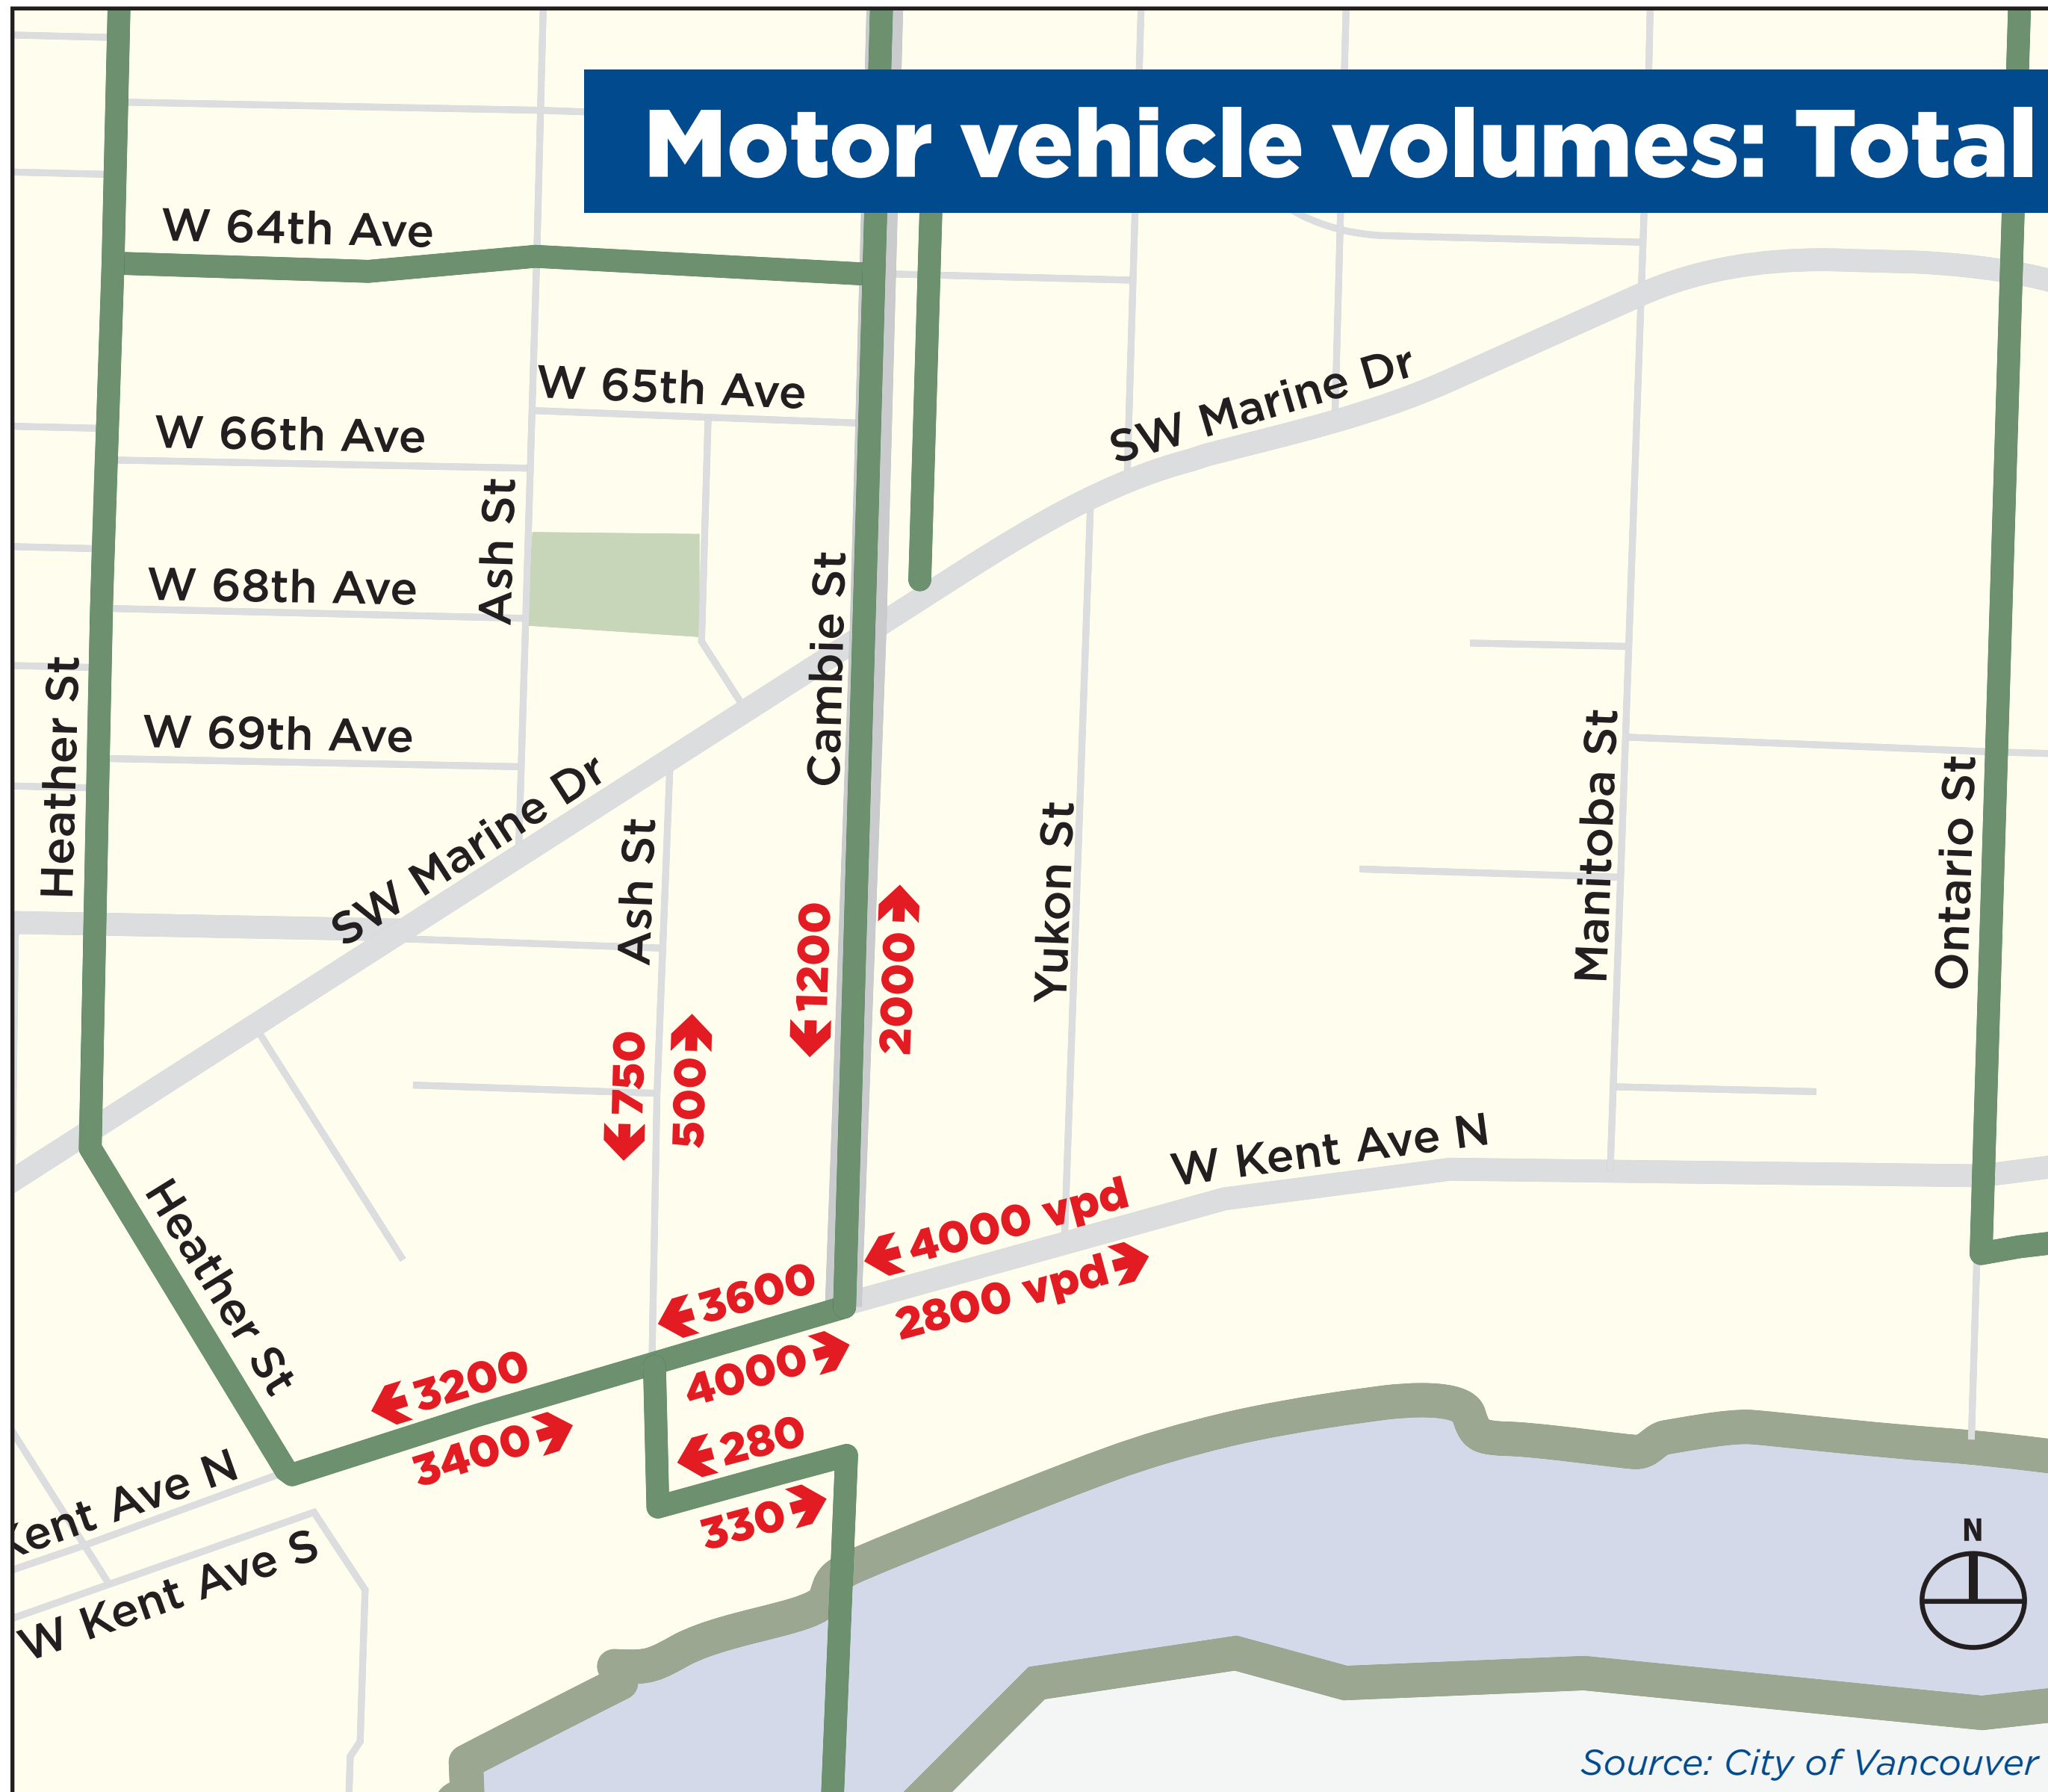 Motor vehicle volumes: Total
W 64th Ave
W 65th Ave
W 66th Ave
SW Marine Dr
Ash St
W 68th Ave
Cambie St
Heather St
W 69th Ave
SW Marine Dr
Ash St
Yukon St
Manitoba St
Ontario St
1200
2000
750
500
W Kent Ave N
Heather St
4000 vpd
2800 vpd
3600
4000
3200
3400
280
330
Kent Ave N
W Kent Ave S
N
Source: City of Vancouver